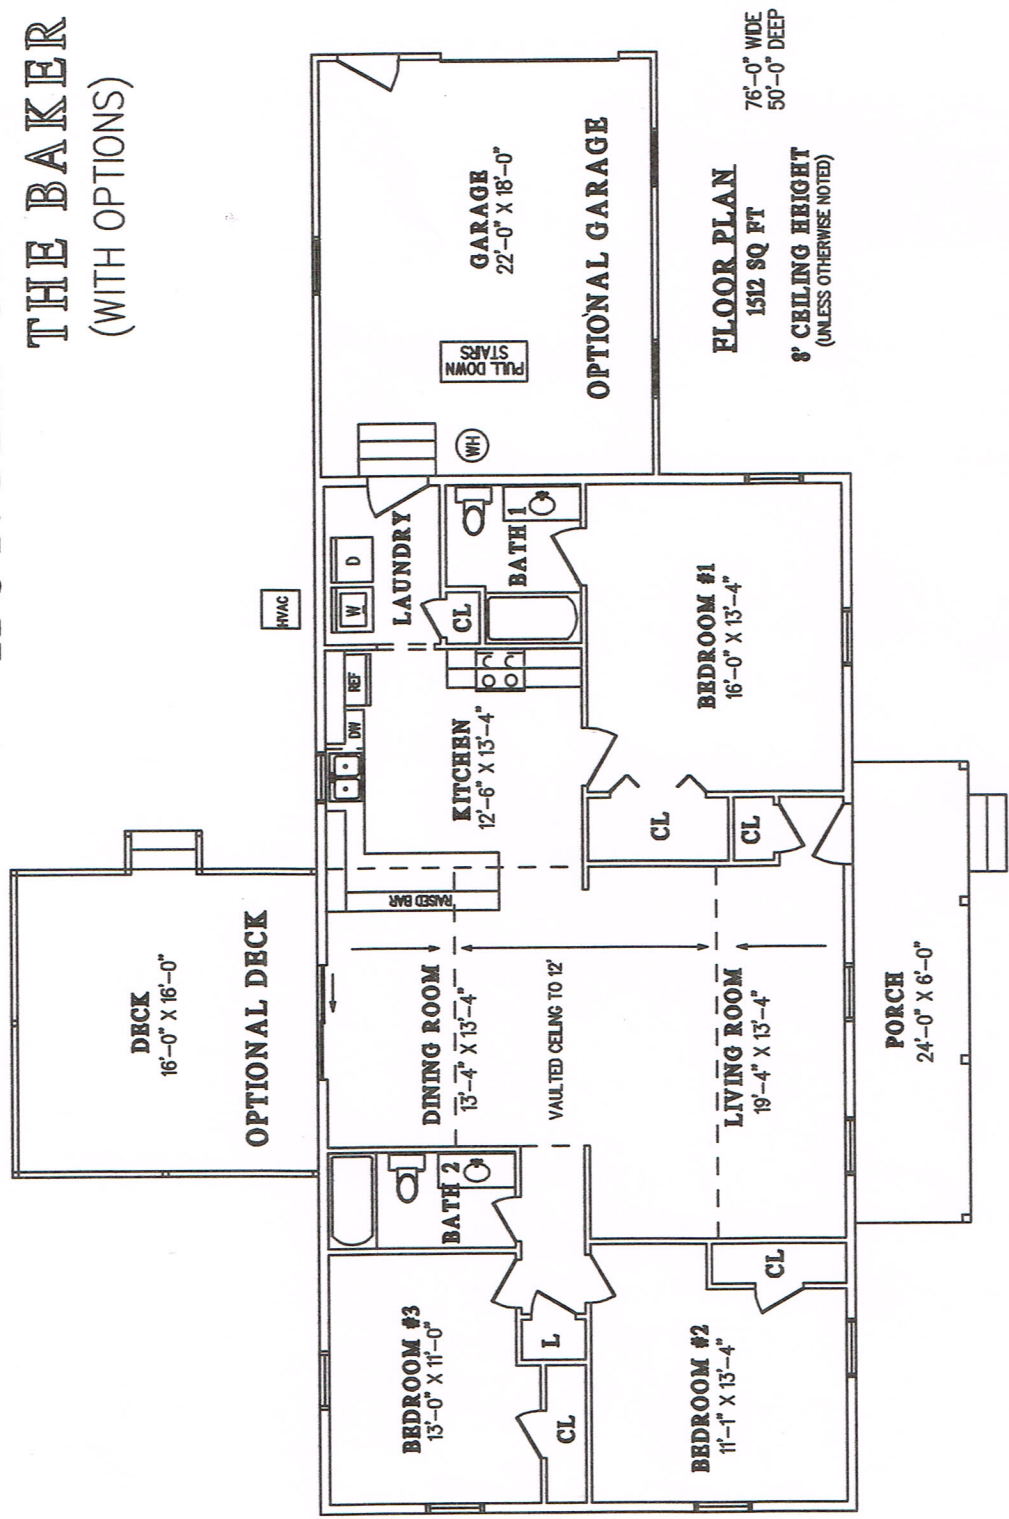 THE BAKER
(WITH OPTIONS)
DECK
16'-0" X 16'-0"
OPTIONAL DECK
HVAC
BATH 2
BEDROOM #3
13'-0" X 11'-0"
CL
L
BEDROOM #2
11'-1" X 13'-4"
CL
DINING ROOM
13'-4" X 13'-4"
VAULTED CEILNG TO 12'
LIVING ROOM
19'-4" X 13'-4"
RAISED BAR
KITCHEN
12'-6" X 13'-4"
DW
REF
W
D
LAUNDRY
CL
BATH 1
BEDROOM #1
16'-0" X 13'-4"
CL
CL
PORCH
24'-0" X 6'-0"
WH
PULL DOWN
STAIRS
GARAGE
22'-0" X 18'-0"
OPTIONAL GARAGE
FLOOR PLAN
1512 SQ FT
8' CEILING HEIGHT
(UNLESS OTHERWISE NOTED)
76'-0" WIDE
50'-0" DEEP